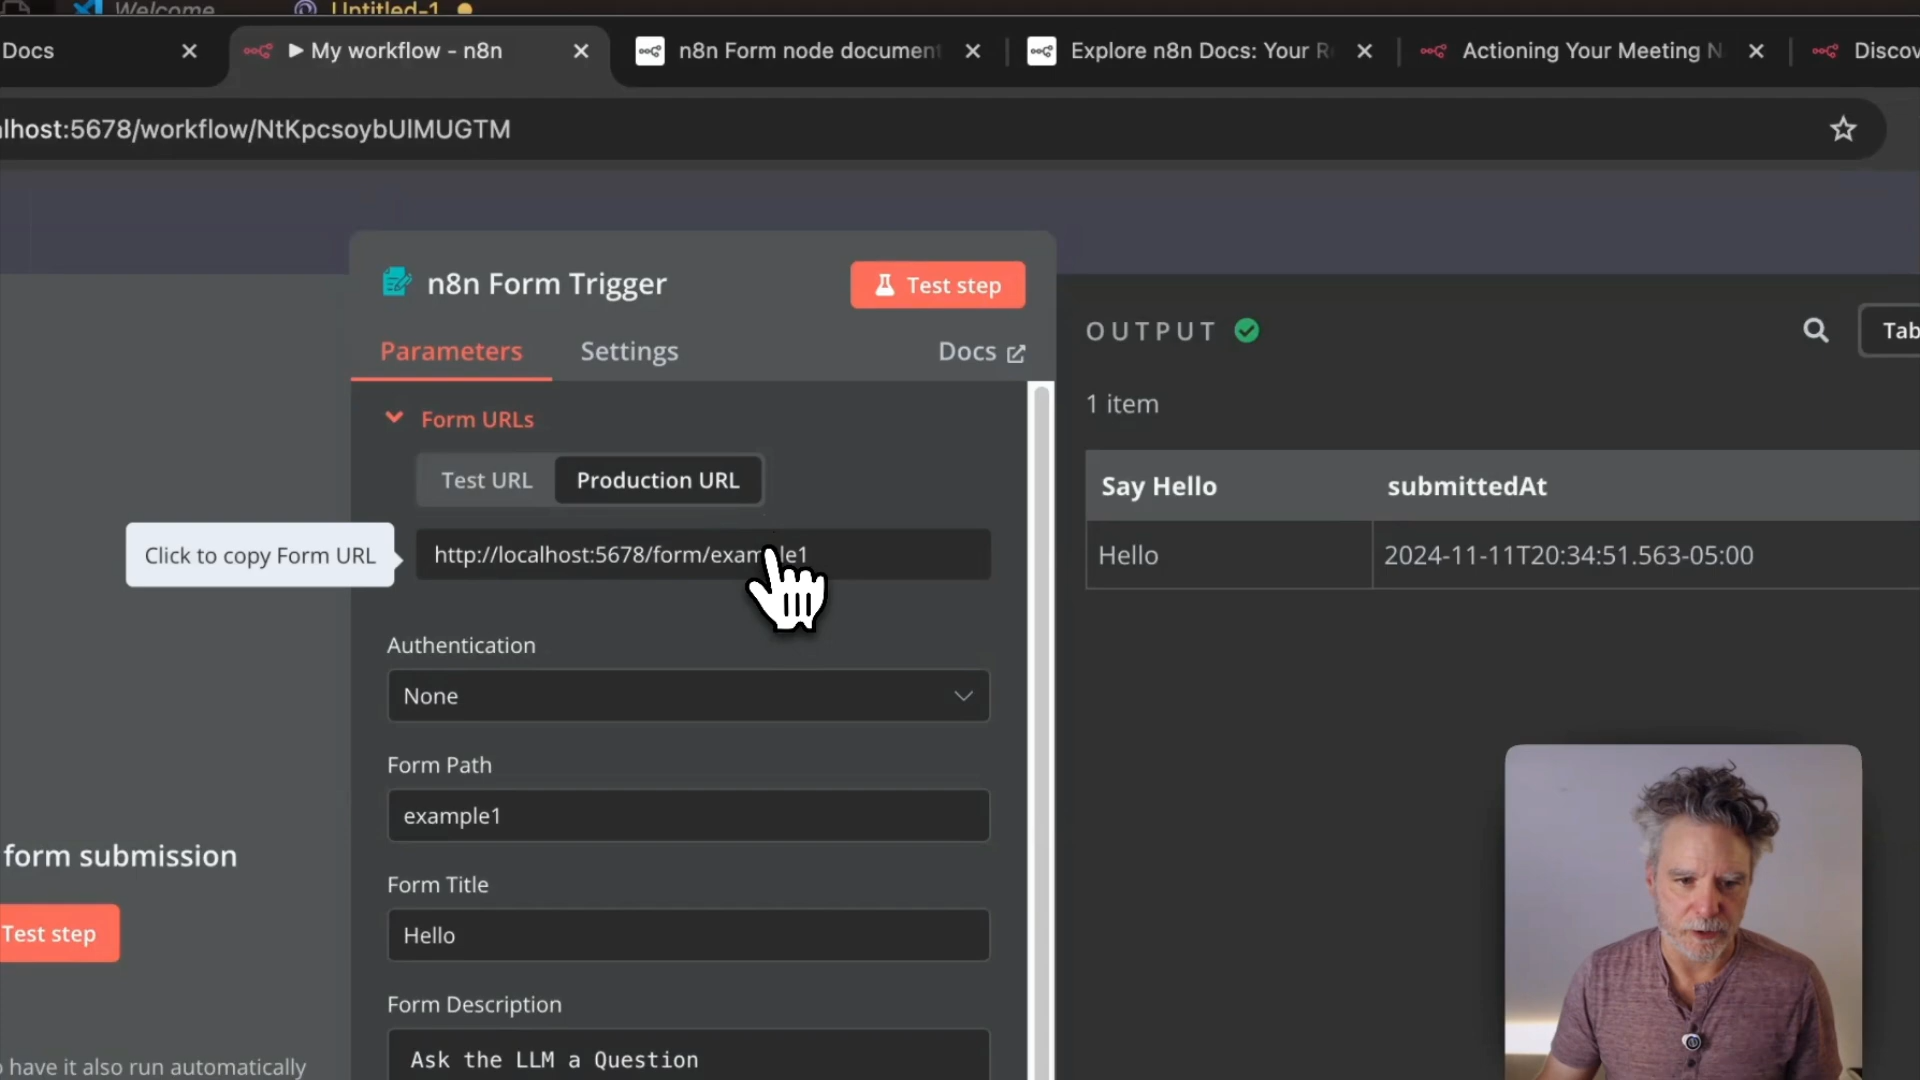 Welcome
Untitled-1
Docs
My workflow - n8n
n8n Form node document
Explore n8n Docs: Your R
Actioning Your Meeting N
Discov
lhost:5678/workflow/NtKpcsoybUlMUGTM
n8n Form Trigger
Test step
Parameters
Settings
Docs
OUTPUT
Tab
1 item
Form URLs
Test URL
Production URL
Say Hello
submittedAt
Click to copy Form URL
http://localhost:5678/form/example1
Hello
2024-11-11T20:34:51.563-05:00
Authentication
None
Form Path
example1
form submission
Form Title
Test step
Hello
Form Description
Ask the LLM a Question
have it also run automatically